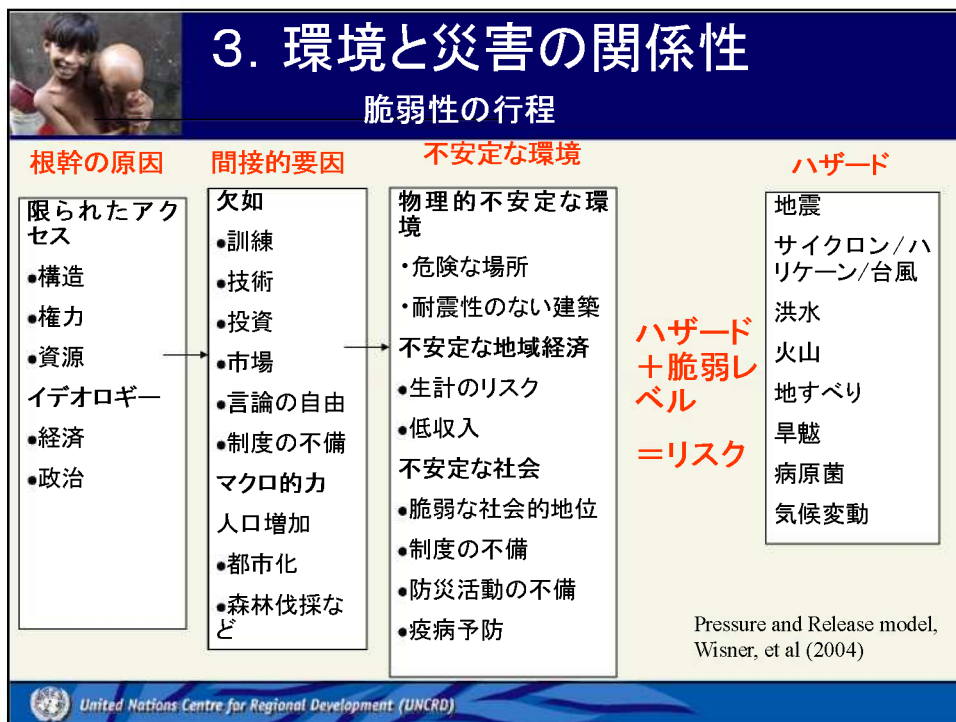 ３．環境と災害の関係性
脆弱性の行程
根幹の原因
限られたアク
セス
●構造
●権力
●資源
イデオロギー
●経済
●政治
間接的要因
欠如
●訓練
●技術
●投資
●市場
●言論の自由
●制度の不備
マクロ的力
人口増加
●都市化
●森林伐採な
ど
不安定な環境
物理的不安定な環
境
・危険な場所
・耐震性のない建築
不安定な地域経済
●生計のリスク
●低収入
不安定な社会
●脆弱な社会的地位
●制度の不備
●防災活動の不備
●疫病予防
ハザード
＋脆弱レ
ベル
＝リスク
ハザード
地震
サイクロン/ハ
リケーン/台風
洪水
火山
地すべり
旱魃
病原菌
気候変動
Pressure and Release model,
Wisner, et al (2004)
United Nations Centre for Regional Development (UNCRD)